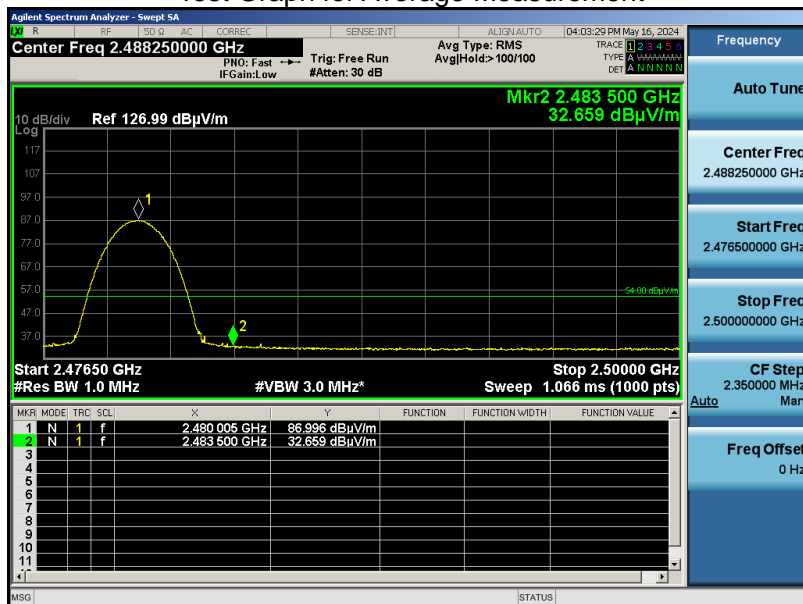 Test Graph for Average Measurement
Agilent Spectrum Analyzer - Swept SA
LXI R RF 50 Ω AC CORREC SENSE:INT ALIGN AUTO 04:03:29 PM May 16, 2024
Center Freq 2.488250000 GHz
PNO: Fast
IFGain:Low
Trig: Free Run
#Atten: 30 dB
Avg Type: RMS
Avg|Hold:>100/100
TRACE 1 2 3 4 5 6
TYPE A WWWWW
DET A N N N N N
Mkr2 2.483 500 GHz
32.659 dBµV/m
10 dB/div Ref 126.99 dBµV/m
Log
117
107
97.0
87.0
77.0
67.0
57.0
47.0
37.0
1
2
54.00 dBµV/m
Start 2.47650 GHz Stop 2.50000 GHz
#Res BW 1.0 MHz #VBW 3.0 MHz* Sweep 1.066 ms (1000 pts)
MKR MODE TRC SCL X Y FUNCTION FUNCTION WIDTH FUNCTION VALUE
1 N 1 f 2.480 005 GHz 86.996 dBµV/m
2 N 1 f 2.483 500 GHz 32.659 dBµV/m
3
4
5
6
7
8
9
10
11
MSG STATUS
Frequency
Auto Tune
Center Freq
2.488250000 GHz
Start Freq
2.476500000 GHz
Stop Freq
2.500000000 GHz
CF Step
2.350000 MHz
Auto Man
Freq Offset
0 Hz